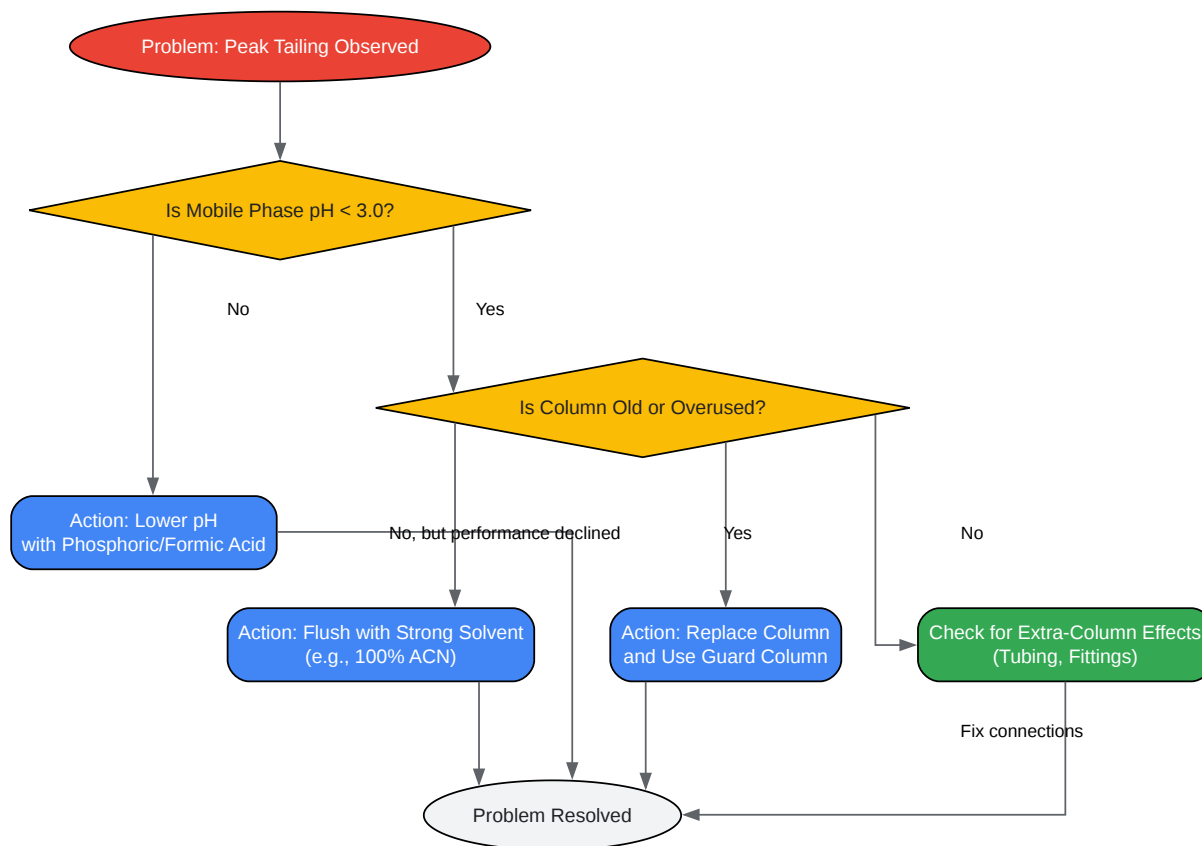 Problem: Peak Tailing Observed
Is Mobile Phase pH < 3.0?
No
Yes
Is Column Old or Overused?
Action: Lower pH
with Phosphoric/Formic Acid
No, but performance declined
Yes
No
Action: Flush with Strong Solvent
(e.g., 100% ACN)
Action: Replace Column
and Use Guard Column
Check for Extra-Column Effects
(Tubing, Fittings)
Fix connections
Problem Resolved